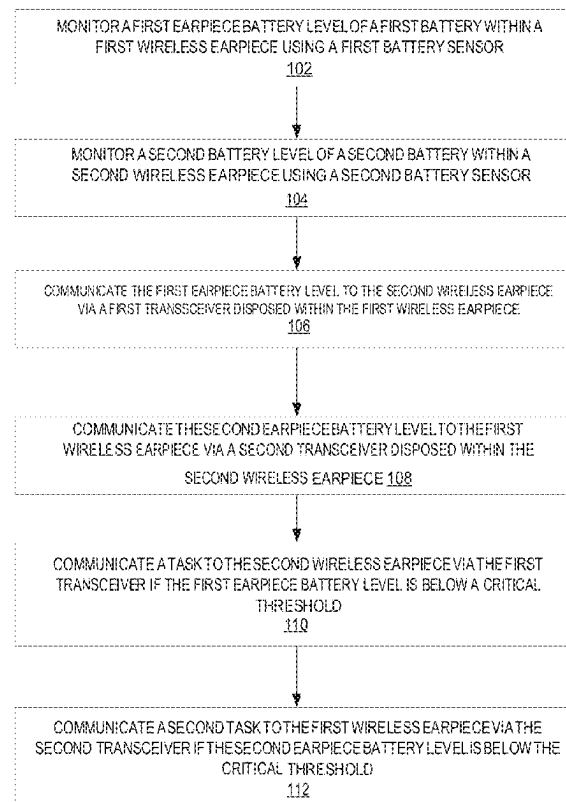 MONITOR A FIRST EARPIECE BATTERY LEVEL OF A FIRST BATTERY WITHIN A
FIRST WIRELESS EARPIECE USING A FIRST BATTERY SENSOR
102
MONITOR A SECOND BATTERY LEVEL OF A SECOND BATTERY WITHIN A
SECOND WIRELESS EARPIECE USING A SECOND BATTERY SENSOR
104
COMMUNICATE THE FIRST EARPIECE BATTERY LEVEL TO THE SECOND WIRELESS EARPIECE
VIA A FIRST TRANSSCEIVER DISPOSED WITHIN THE FIRST WIRELESS EARPIECE
106
COMMUNICATE THE SECOND EARPIECE BATTERY LEVEL TO THE FIRST
WIRELESS EARPIECE VIA A SECOND TRANSCEIVER DISPOSED WITHIN THE
SECOND WIRELESS EARPIECE 108
COMMUNICATE A TASK TO THE SECOND WIRELESS EARPIECE VIA THE FIRST
TRANSCEIVER IF THE FIRST EARPIECE BATTERY LEVEL IS BELOW A CRITICAL
THRESHOLD
110
COMMUNICATE A SECOND TASK TO THE FIRST WIRELESS EARPIECE VIA THE
SECOND TRANSCEIVER IF THE SECOND EARPIECE BATTERY LEVEL IS BELOW THE
CRITICAL THRESHOLD
112